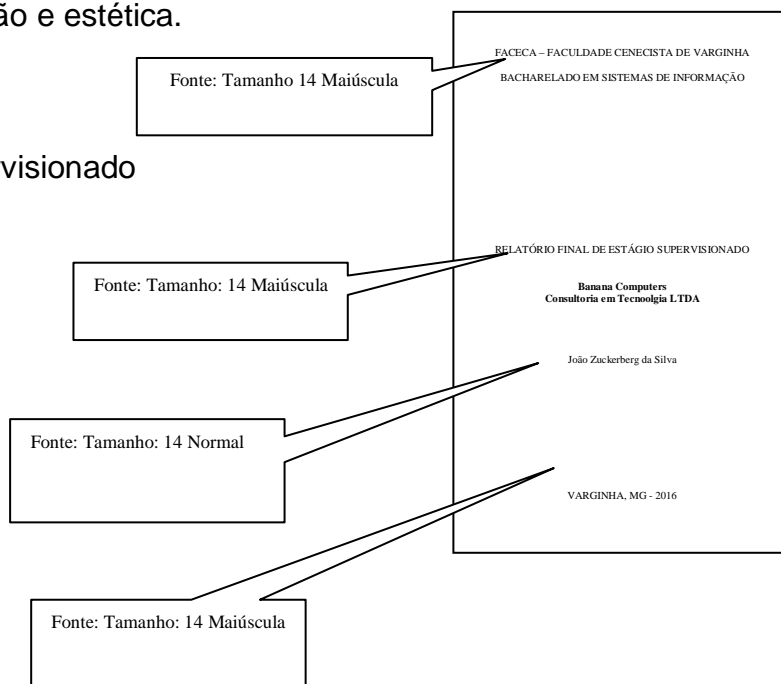 ão e estética.
FACECA – FACULDADE CENECISTA DE VARGINHA
Fonte: Tamanho 14 Maiúscula
BACHARELADO EM SISTEMAS DE INFORMAÇÃO
rvisionado
RELATÓRIO FINAL DE ESTÁGIO SUPERVISIONADO
Fonte: Tamanho: 14 Maiúscula
Banana Computers
Consultoria em Tecnoolgia LTDA
João Zuckerberg da Silva
Fonte: Tamanho: 14 Normal
VARGINHA, MG - 2016
Fonte: Tamanho: 14 Maiúscula